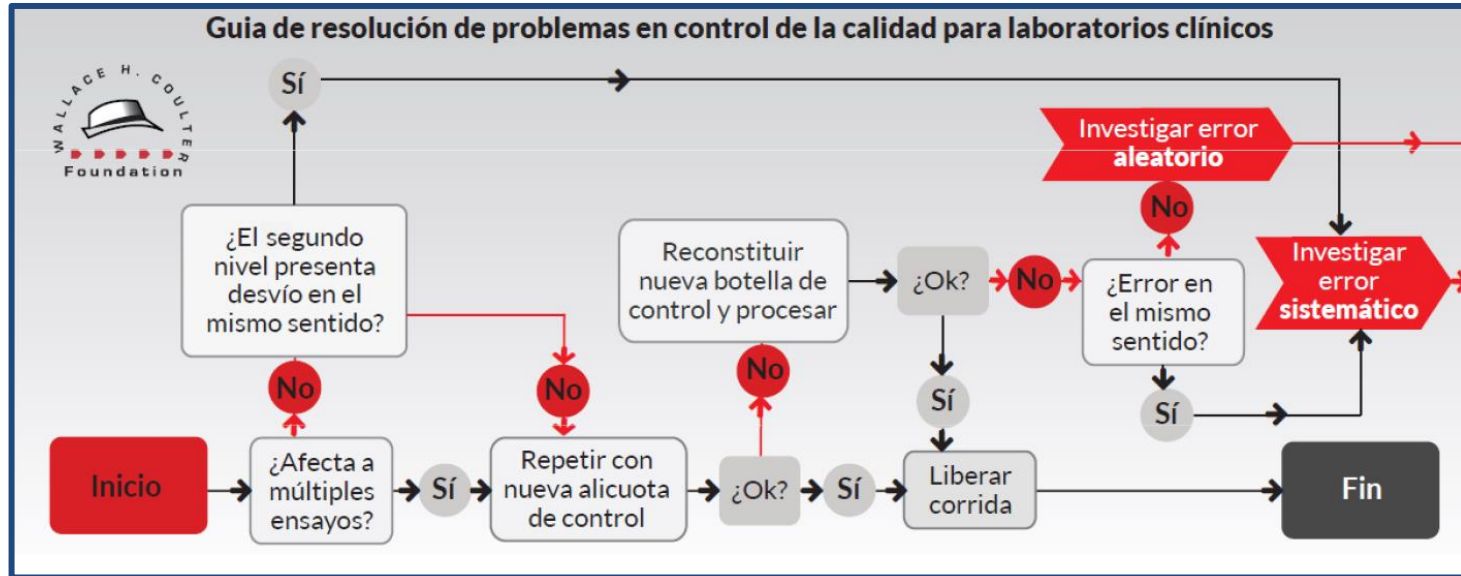 Guia de resolución de problemas en control de la calidad para laboratorios clínicos
WALLACE H. COULTER
Foundation
Sí
Investigar error
aleatorio
No
¿El segundo
nivel presenta
desvío en el
mismo sentido?
Reconstituir
nueva botella de
control y procesar
¿Ok?
No
¿Error en
el mismo
sentido?
Investigar
error
sistemático
No
No
No
Sí
Sí
Inicio
¿Afecta a
múltiples
ensayos?
Sí
Repetir con
nueva alicuota
de control
¿Ok?
Sí
Liberar
corrida
Fin